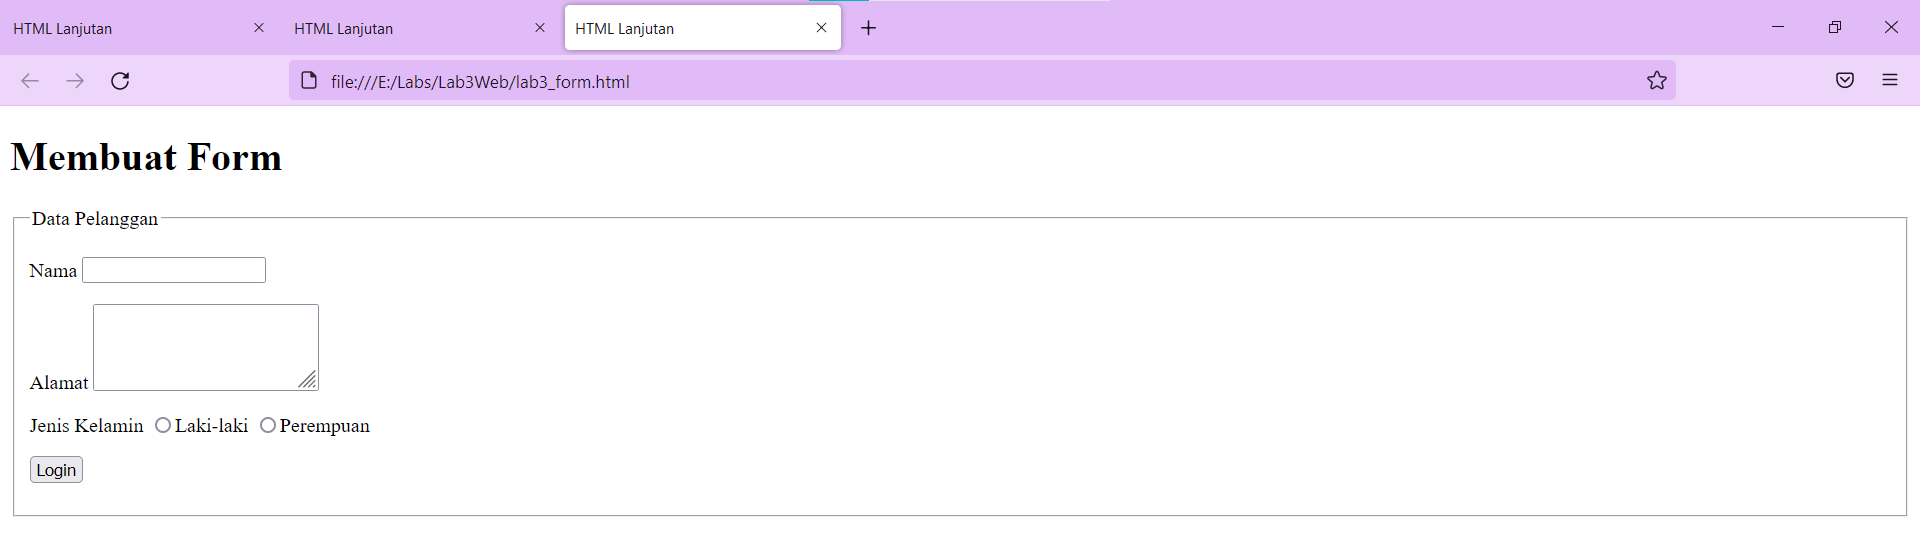 HTML Lanjutan
HTML Lanjutan
HTML Lanjutan
file:///E:/Labs/Lab3Web/lab3_form.html
Membuat Form
Data Pelanggan
Nama
Alamat
Jenis Kelamin Laki-laki Perempuan
Login